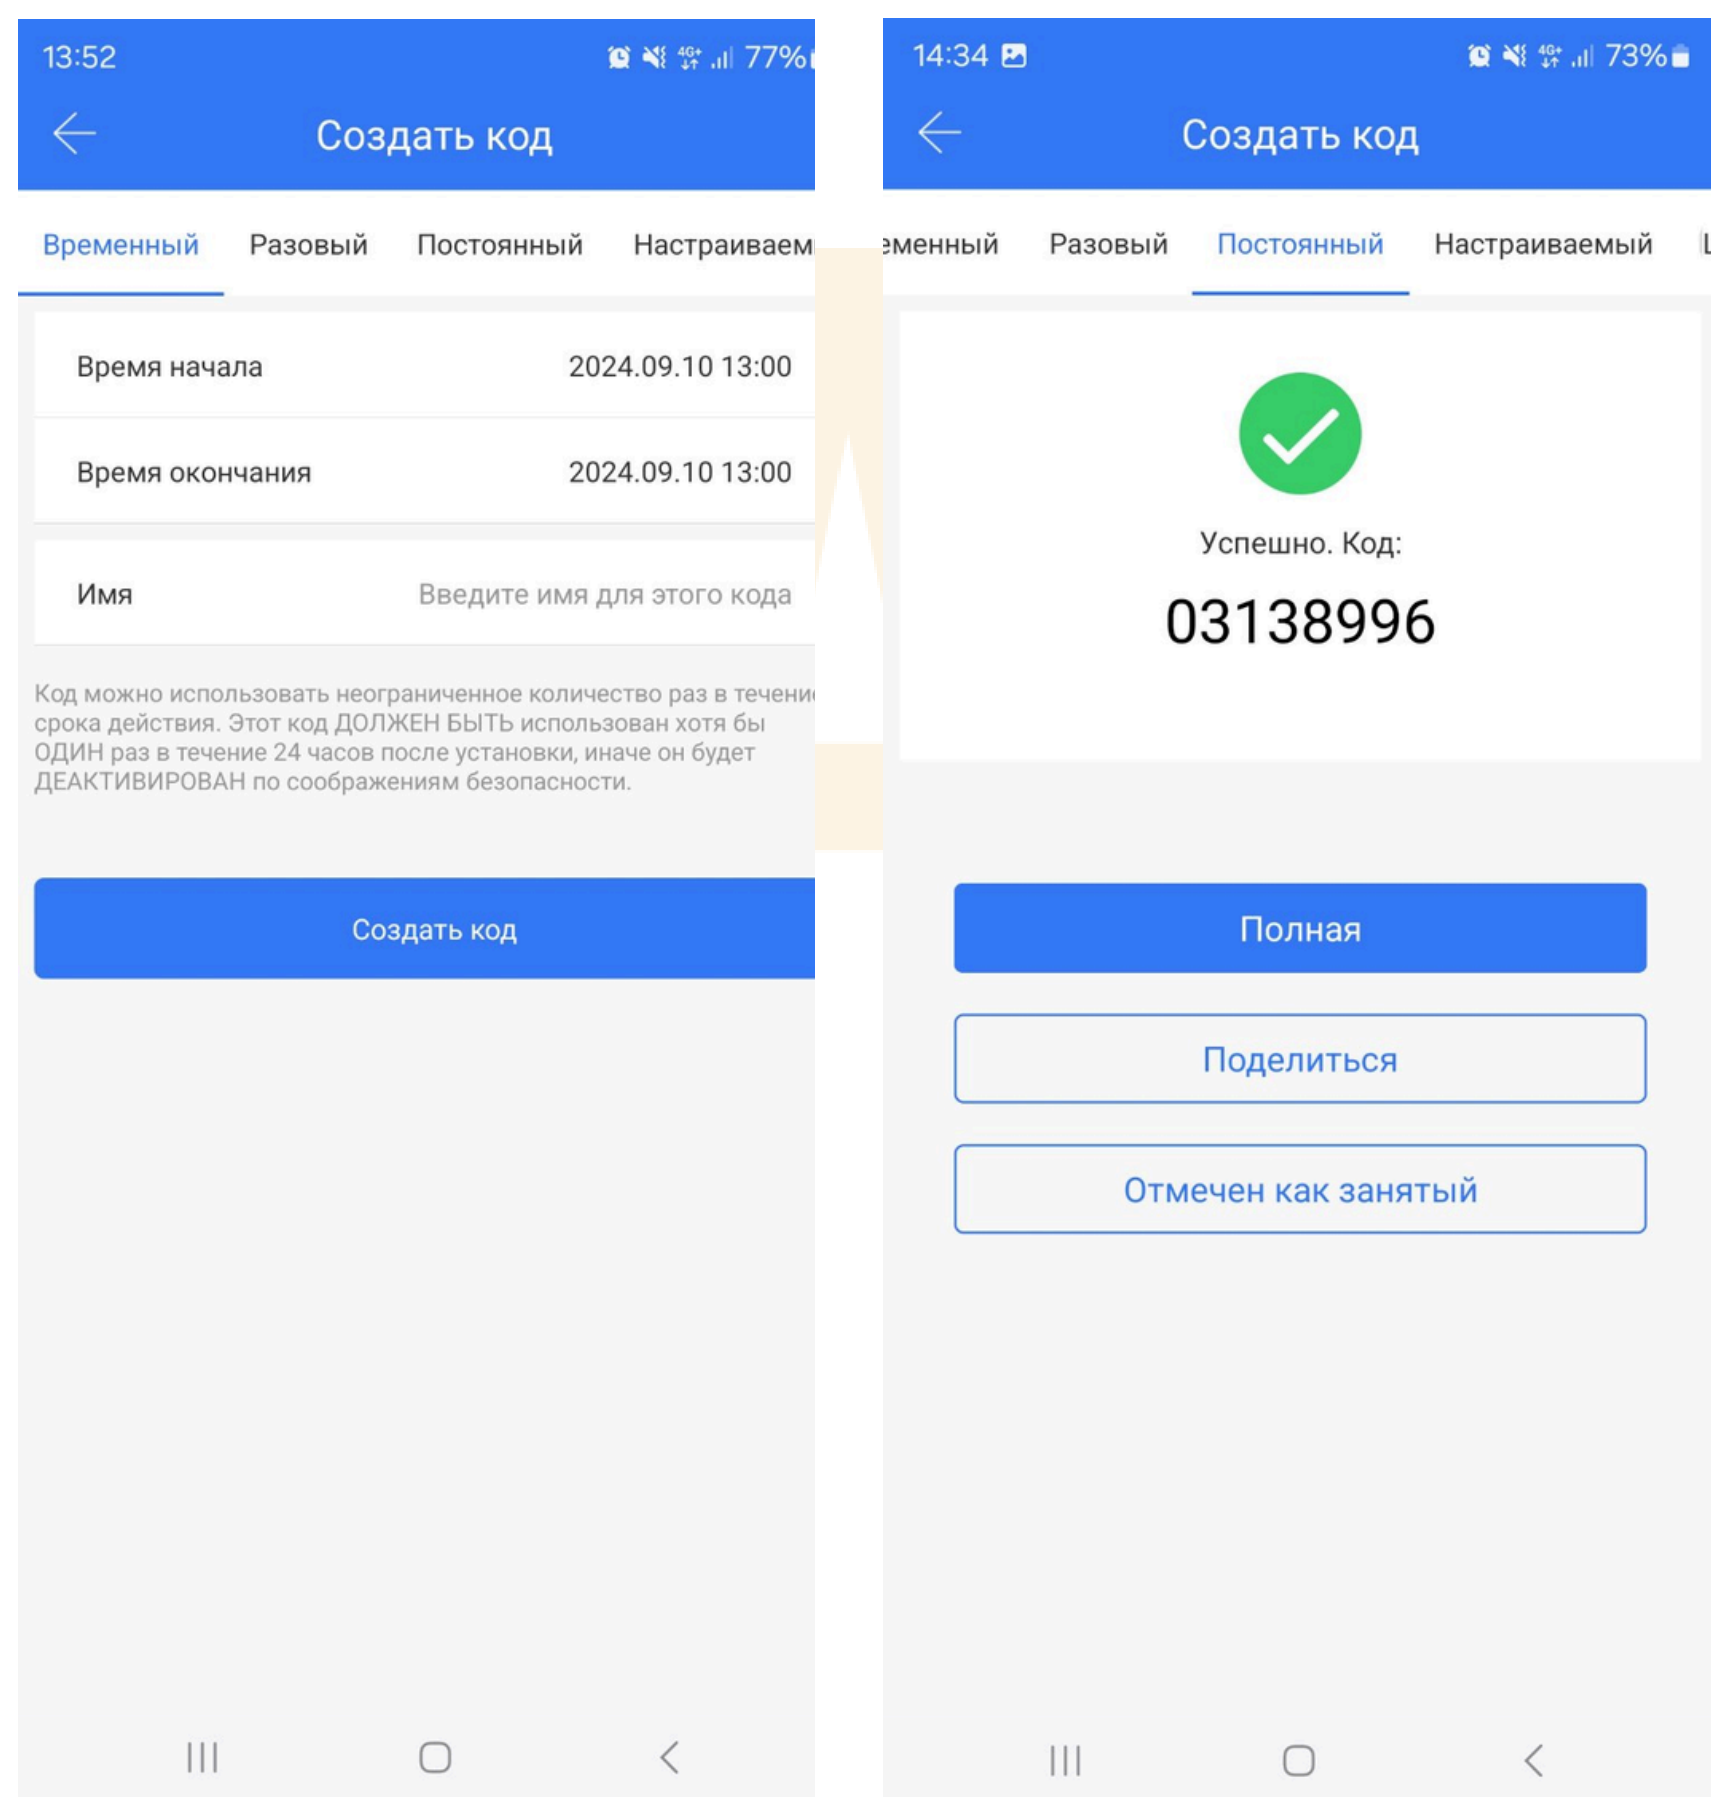 13:52
4G+ 77%
Создать код
Временный Разовый Постоянный Настраиваем
Время начала 2024.09.10 13:00
Время окончания 2024.09.10 13:00
Имя Введите имя для этого кода
Код можно использовать неограниченное количество раз в течени
срока действия. Этот код ДОЛЖЕН БЫТЬ использован хотя бы
ОДИН раз в течение 24 часов после установки, иначе он будет
ДЕАКТИВИРОВАН по соображениям безопасности.
Создать код
14:34 4G+ 73%
Создать код
еменный Разовый Постоянный Настраиваемый
Успешно. Код:
03138996
Полная
Поделиться
Отмечен как занятый